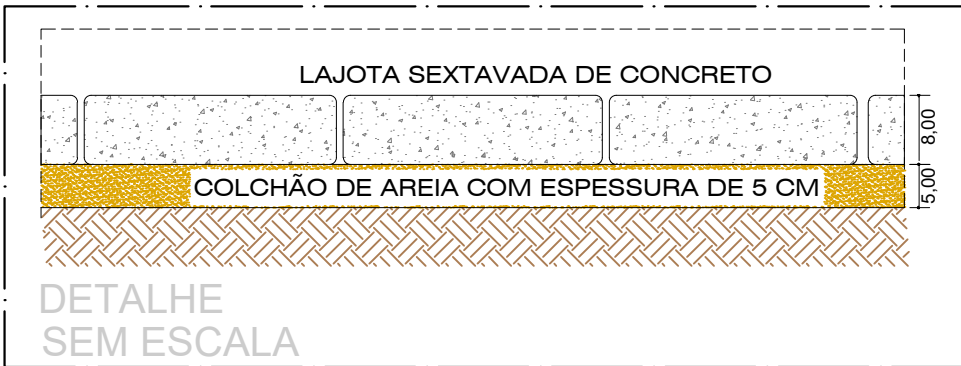 LAJOTA SEXTAVADA DE CONCRETO
8,00
COLCHÃO DE AREIA COM ESPESSURA DE 5 CM
5,00
DETALHE
SEM ESCALA